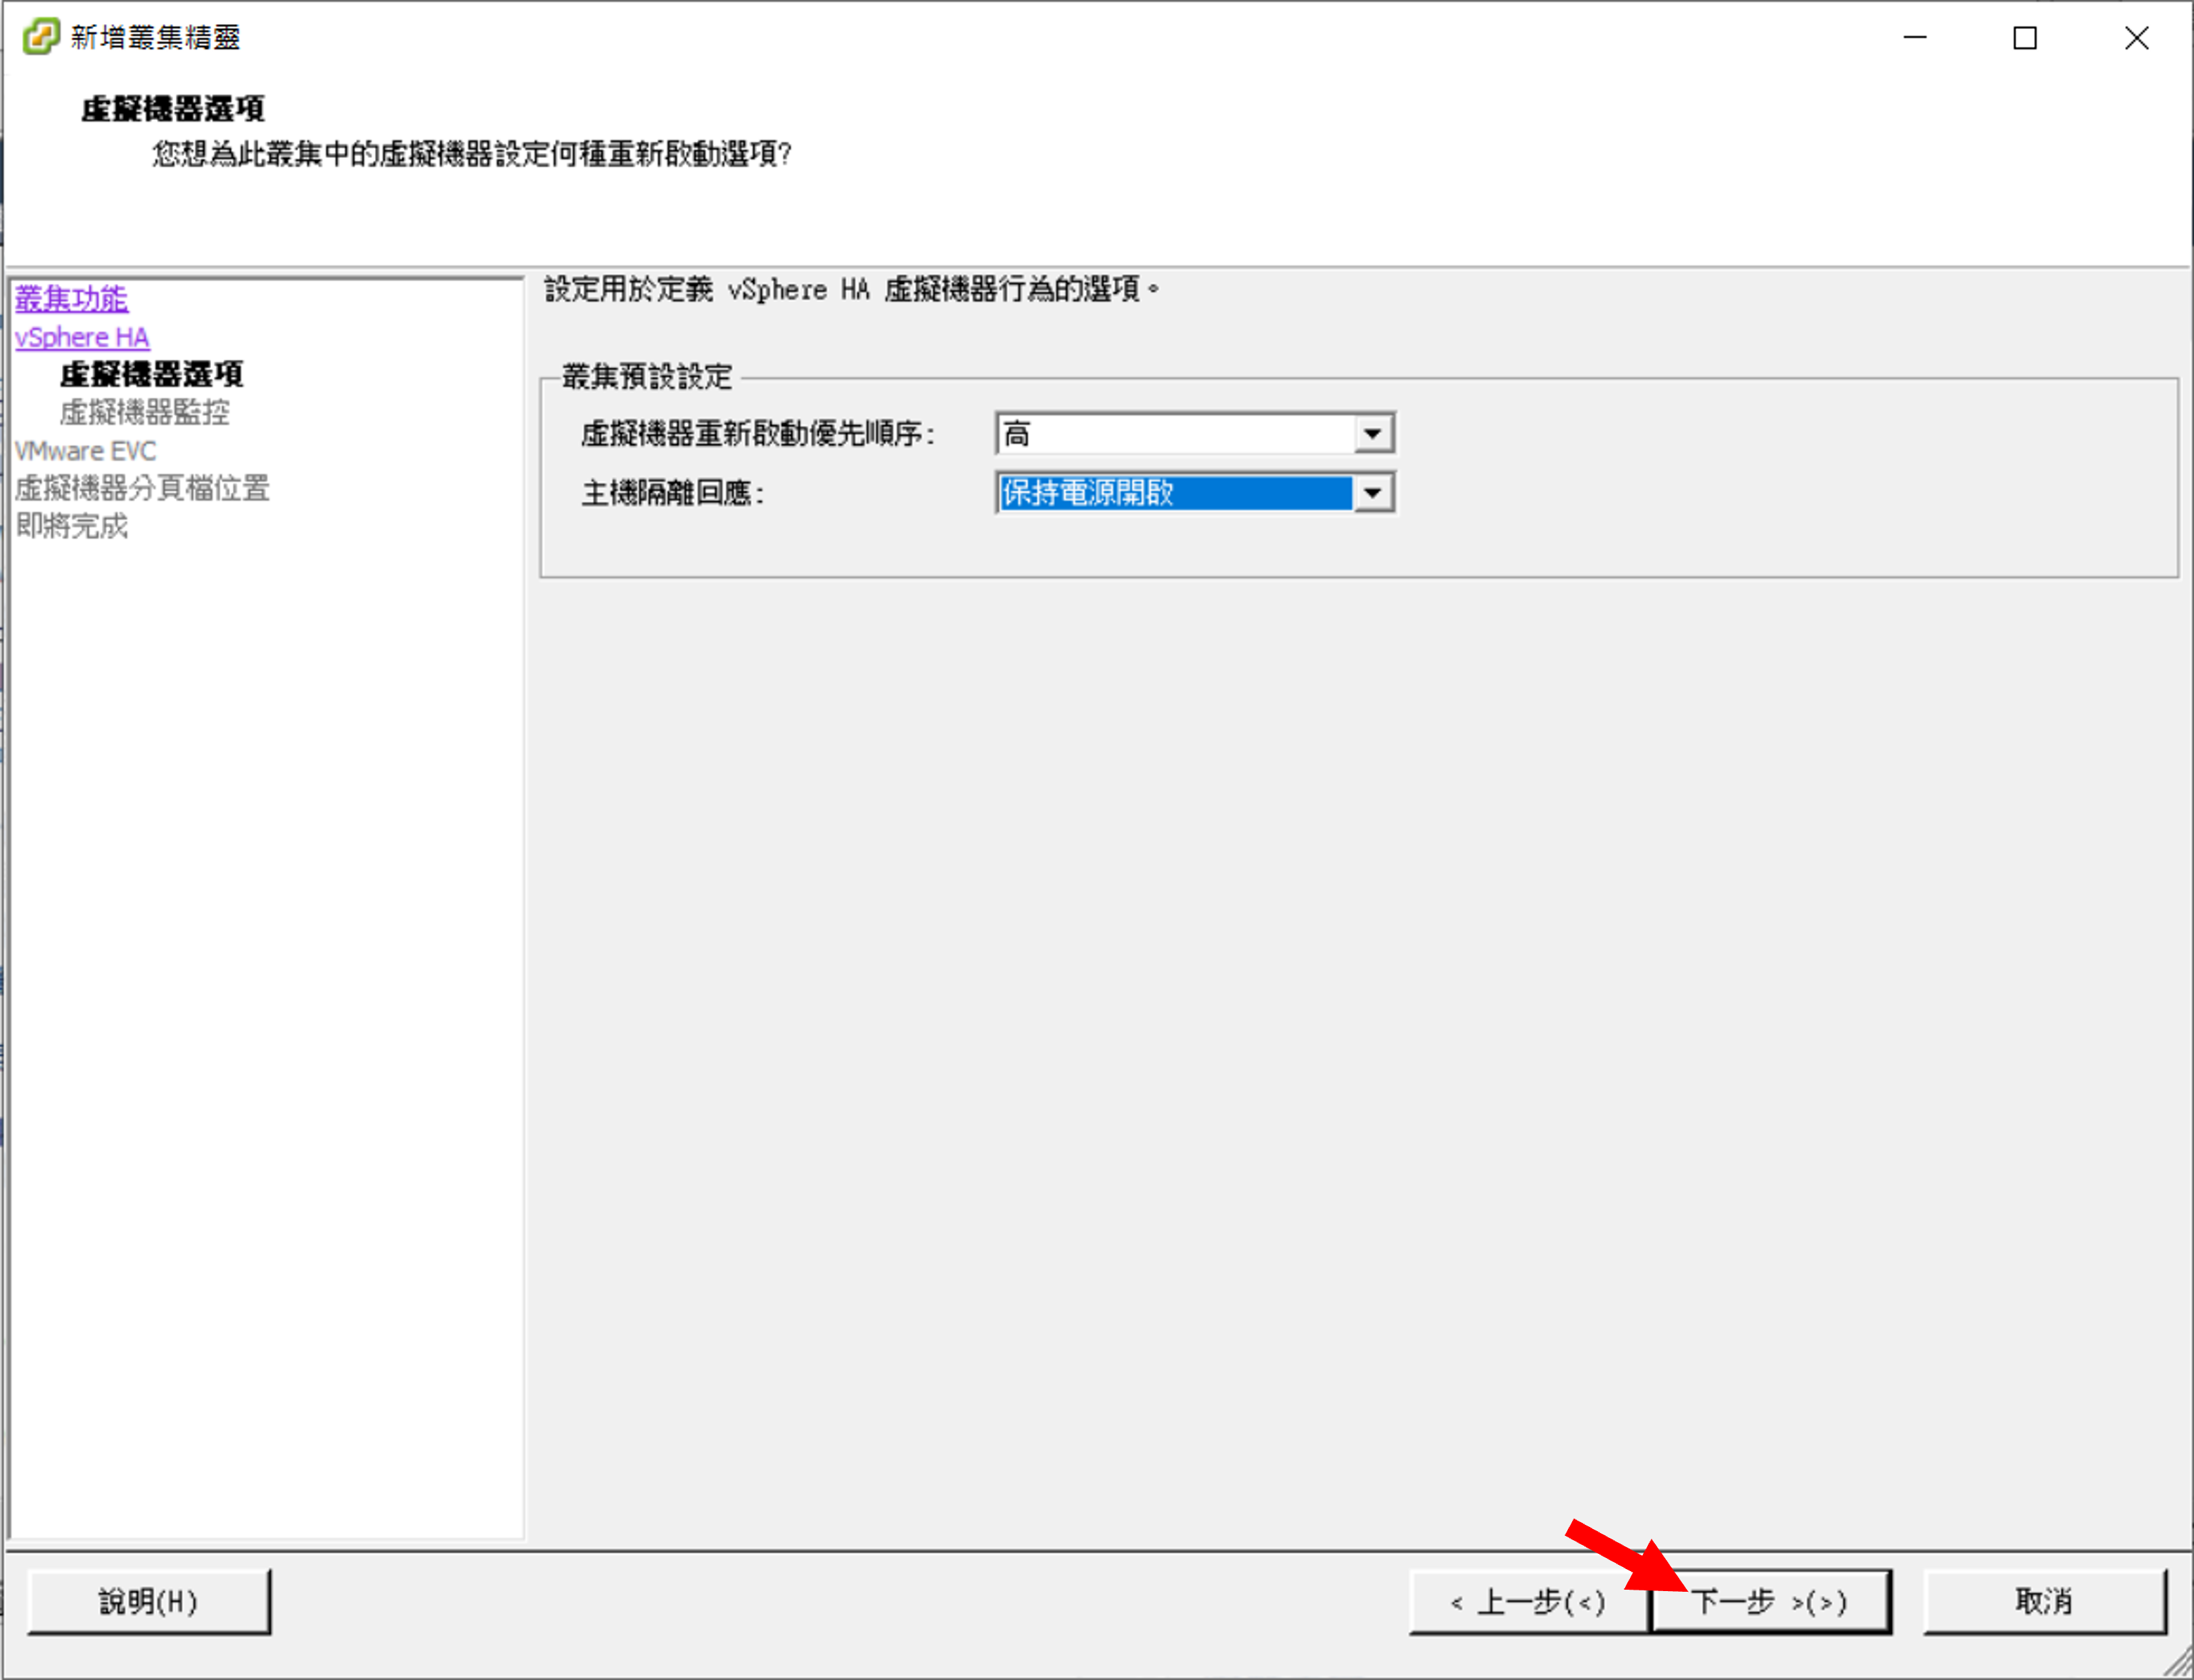 新增叢集精靈
虛擬機器選項
您想為此叢集中的虛擬機器設定何種重新啟動選項?
叢集功能
vSphere HA
虛擬機器選項
虛擬機器監控
VMware EVC
虛擬機器分頁檔位置
即將完成
設定用於定義 vSphere HA 虛擬機器行為的選項。
叢集預設設定
虛擬機器重新啟動優先順序: 高
主機隔離回應: 保持電源開啟
說明(H)
< 上一步(<)
下一步 >(>)
取消